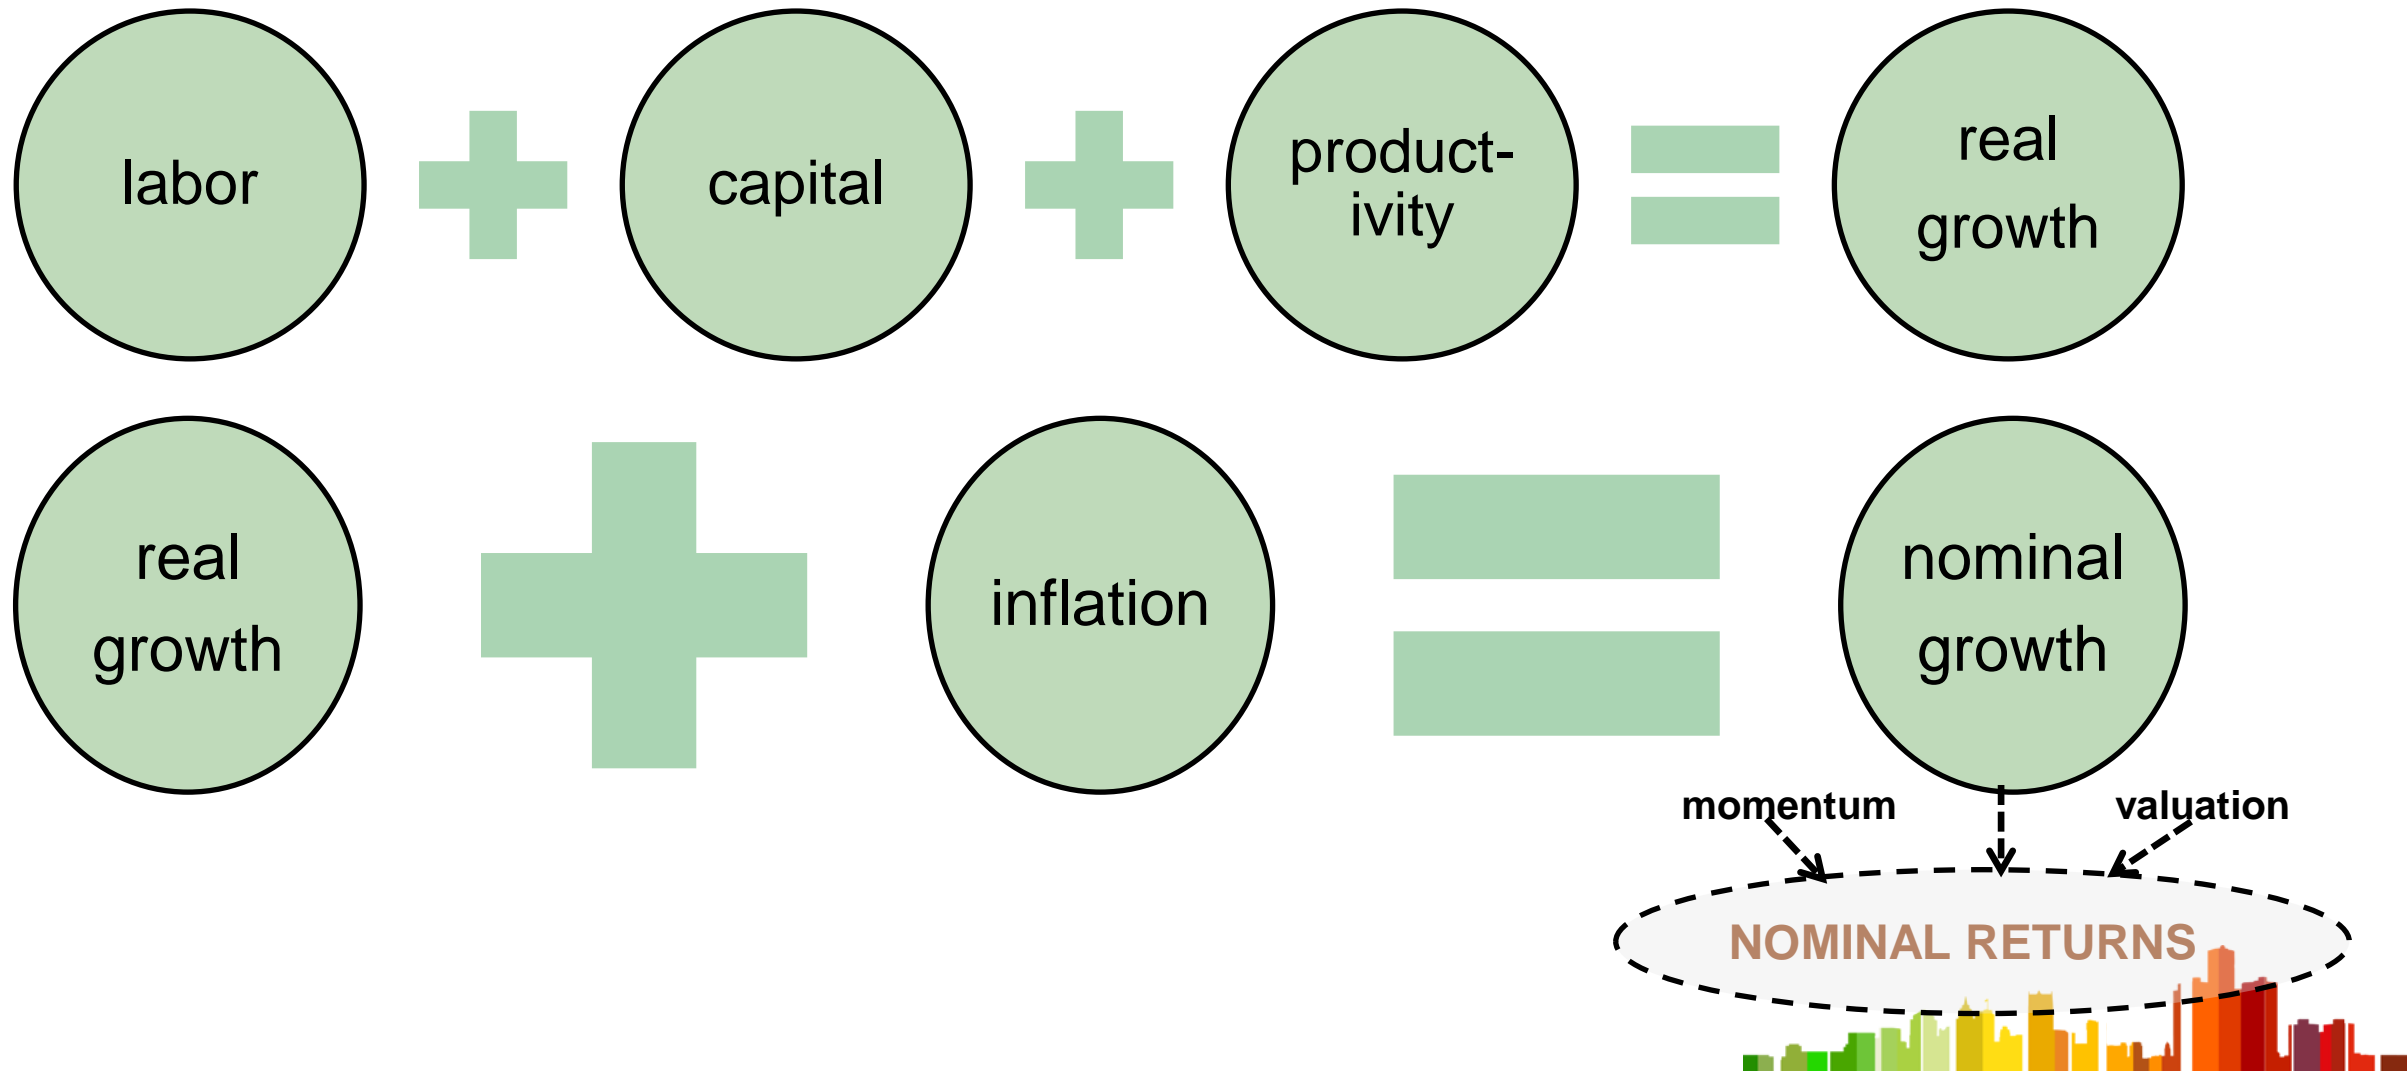 labor
capital
product-
ivity
real
growth
real
growth
inflation
nominal
growth
momentum
valuation
NOMINAL RETURNS